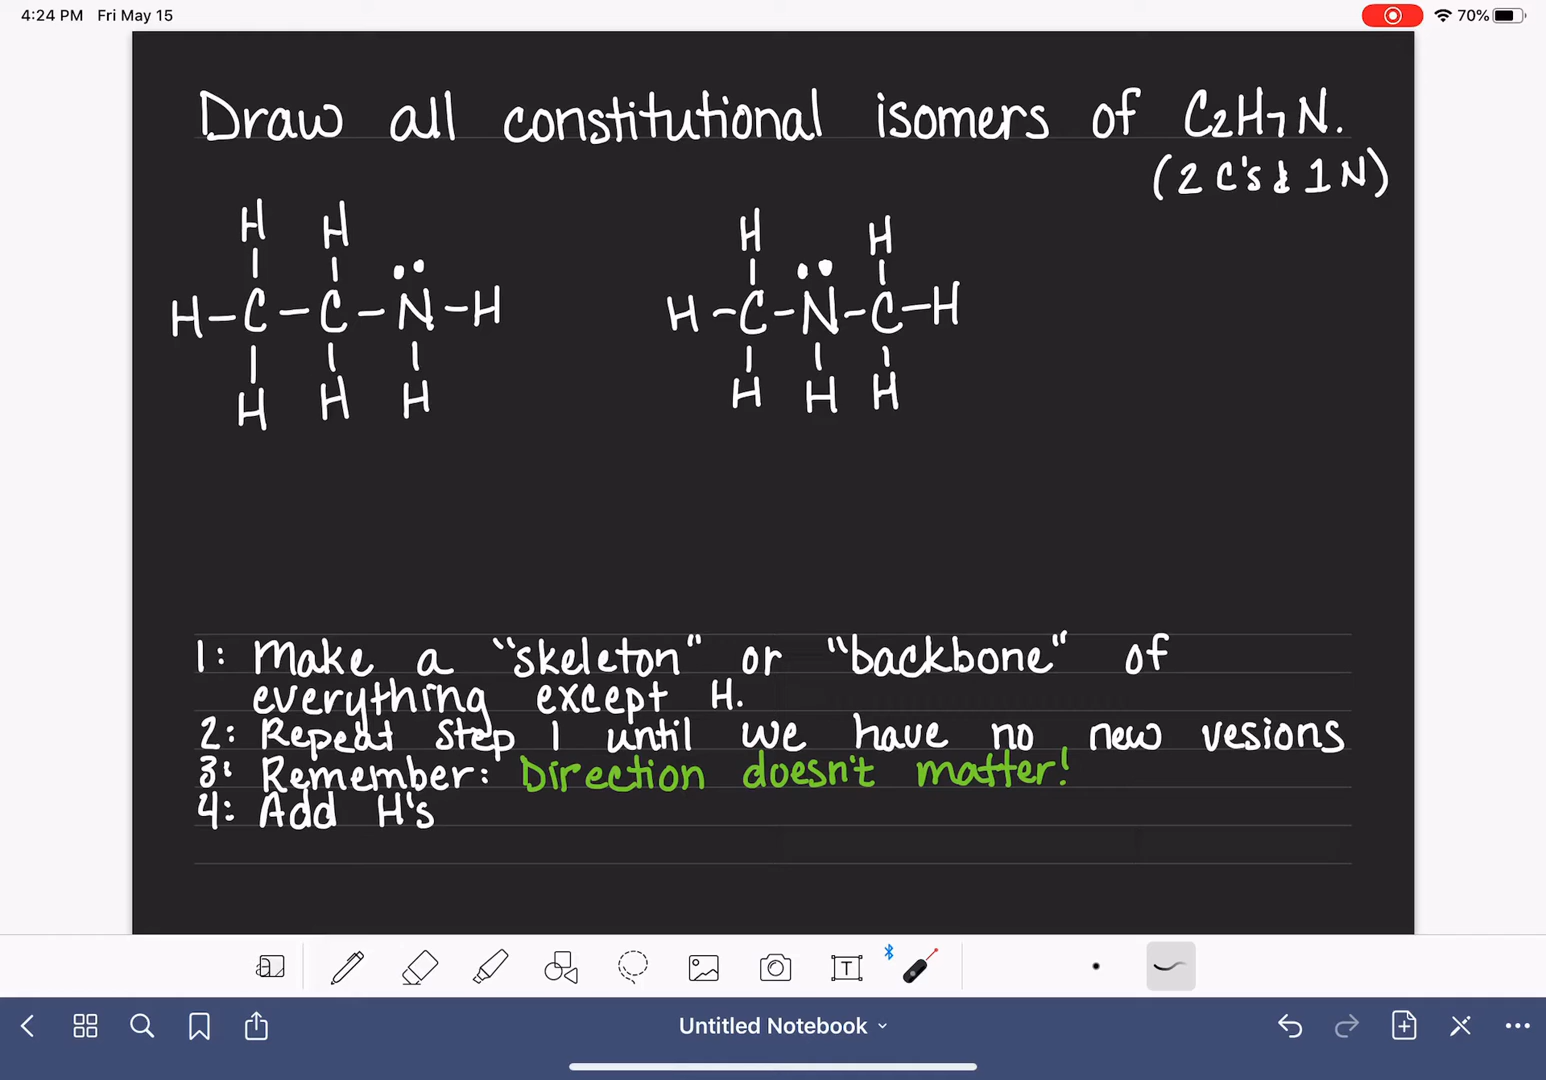 4:24 PM Fri May 15
70%
Draw all constitutional isomers of C2H7N.
(2 C's & 1 N)
H H
H-C-C-N-H
H H H
H H
H-C-N-C-H
H H H
1: Make a "skeleton" or "backbone" of
everything except H.
2: Repeat step 1 until we have no new vesions
3: Remember: Direction doesn't matter!
4: Add H's
T
Untitled Notebook